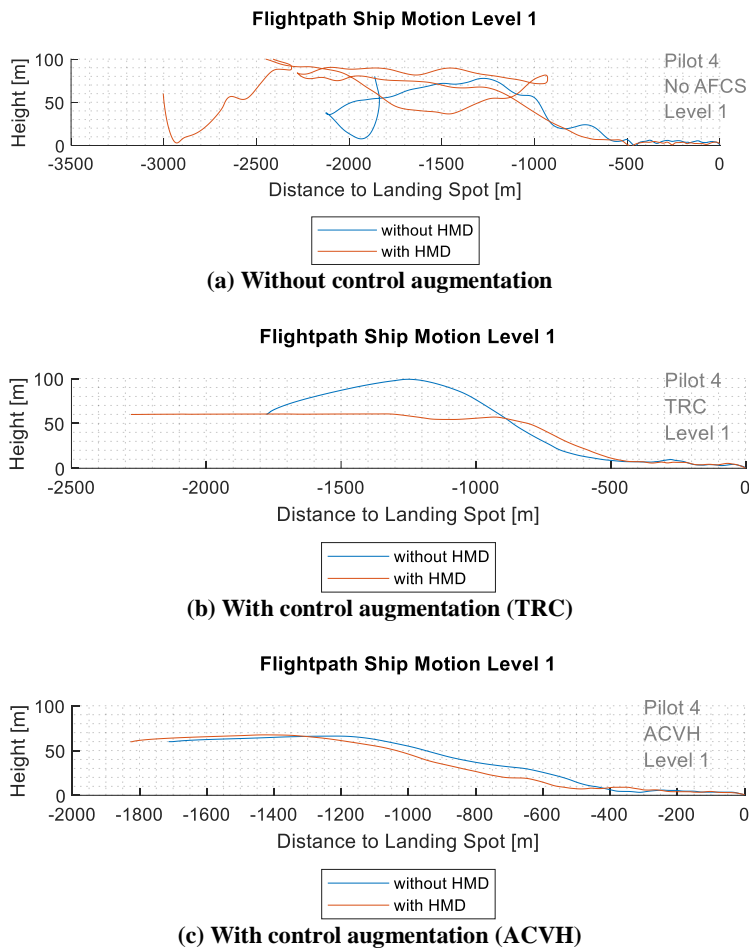 Flightpath Ship Motion Level 1
Pilot 4
No AFCS
Level 1
Height [m]
100
50
0
-3500 -3000 -2500 -2000 -1500 -1000 -500 0
Distance to Landing Spot [m]
without HMD
with HMD
(a) Without control augmentation
Flightpath Ship Motion Level 1
Pilot 4
TRC
Level 1
Height [m]
100
50
0
-2500 -2000 -1500 -1000 -500 0
Distance to Landing Spot [m]
without HMD
with HMD
(b) With control augmentation (TRC)
Flightpath Ship Motion Level 1
Pilot 4
ACVH
Level 1
Height [m]
100
50
0
-2000 -1800 -1600 -1400 -1200 -1000 -800 -600 -400 -200 0
Distance to Landing Spot [m]
without HMD
with HMD
(c) With control augmentation (ACVH)